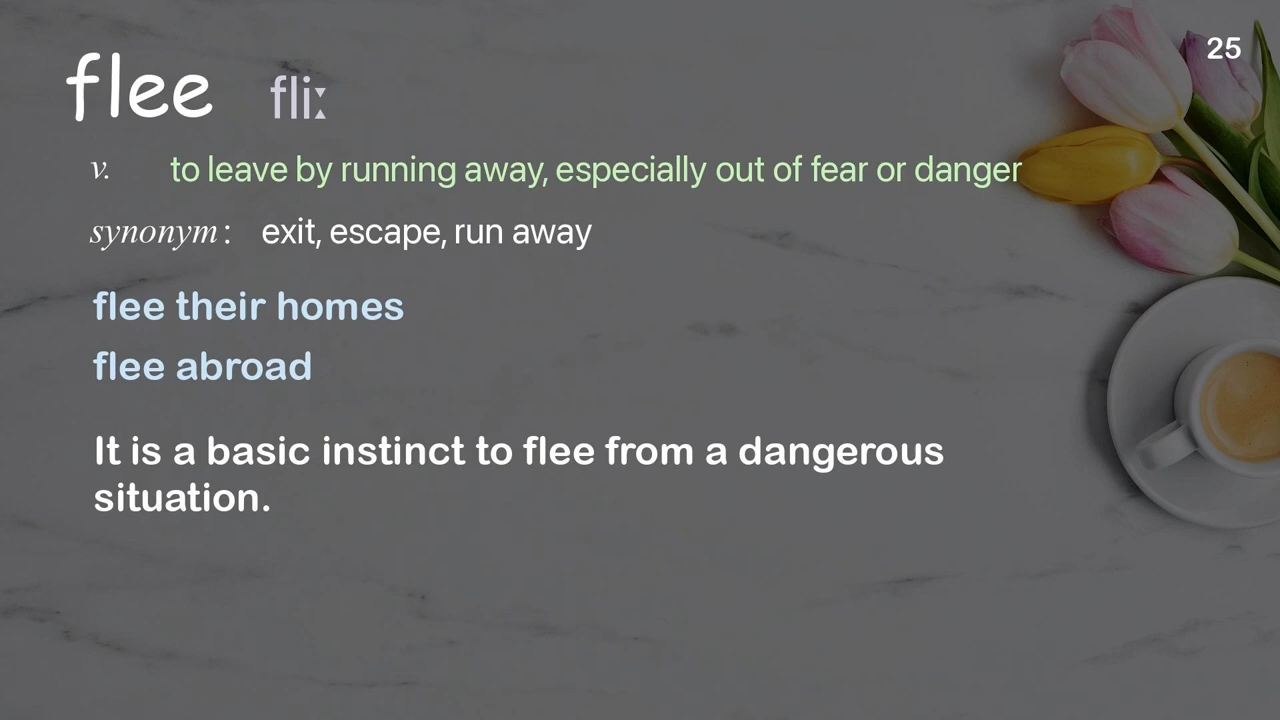 25
flee fliː
v. to leave by running away, especially out of fear or danger
synonym: exit, escape, run away
flee their homes
flee abroad
It is a basic instinct to flee from a dangerous
situation.